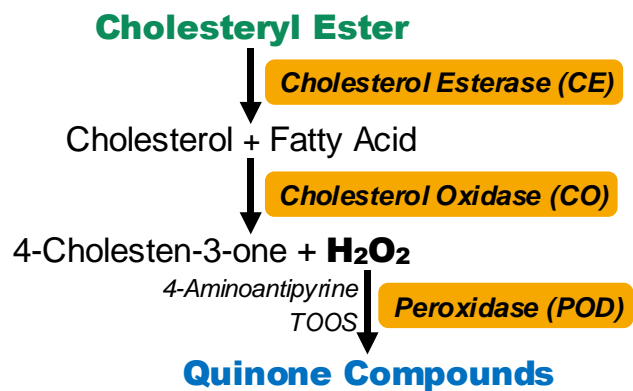 Cholesteryl Ester
Cholesterol Esterase (CE)
Cholesterol + Fatty Acid
Cholesterol Oxidase (CO)
4-Cholesten-3-one + H₂O₂
4-Aminoantipyrine
TOOS
Peroxidase (POD)
Quinone Compounds